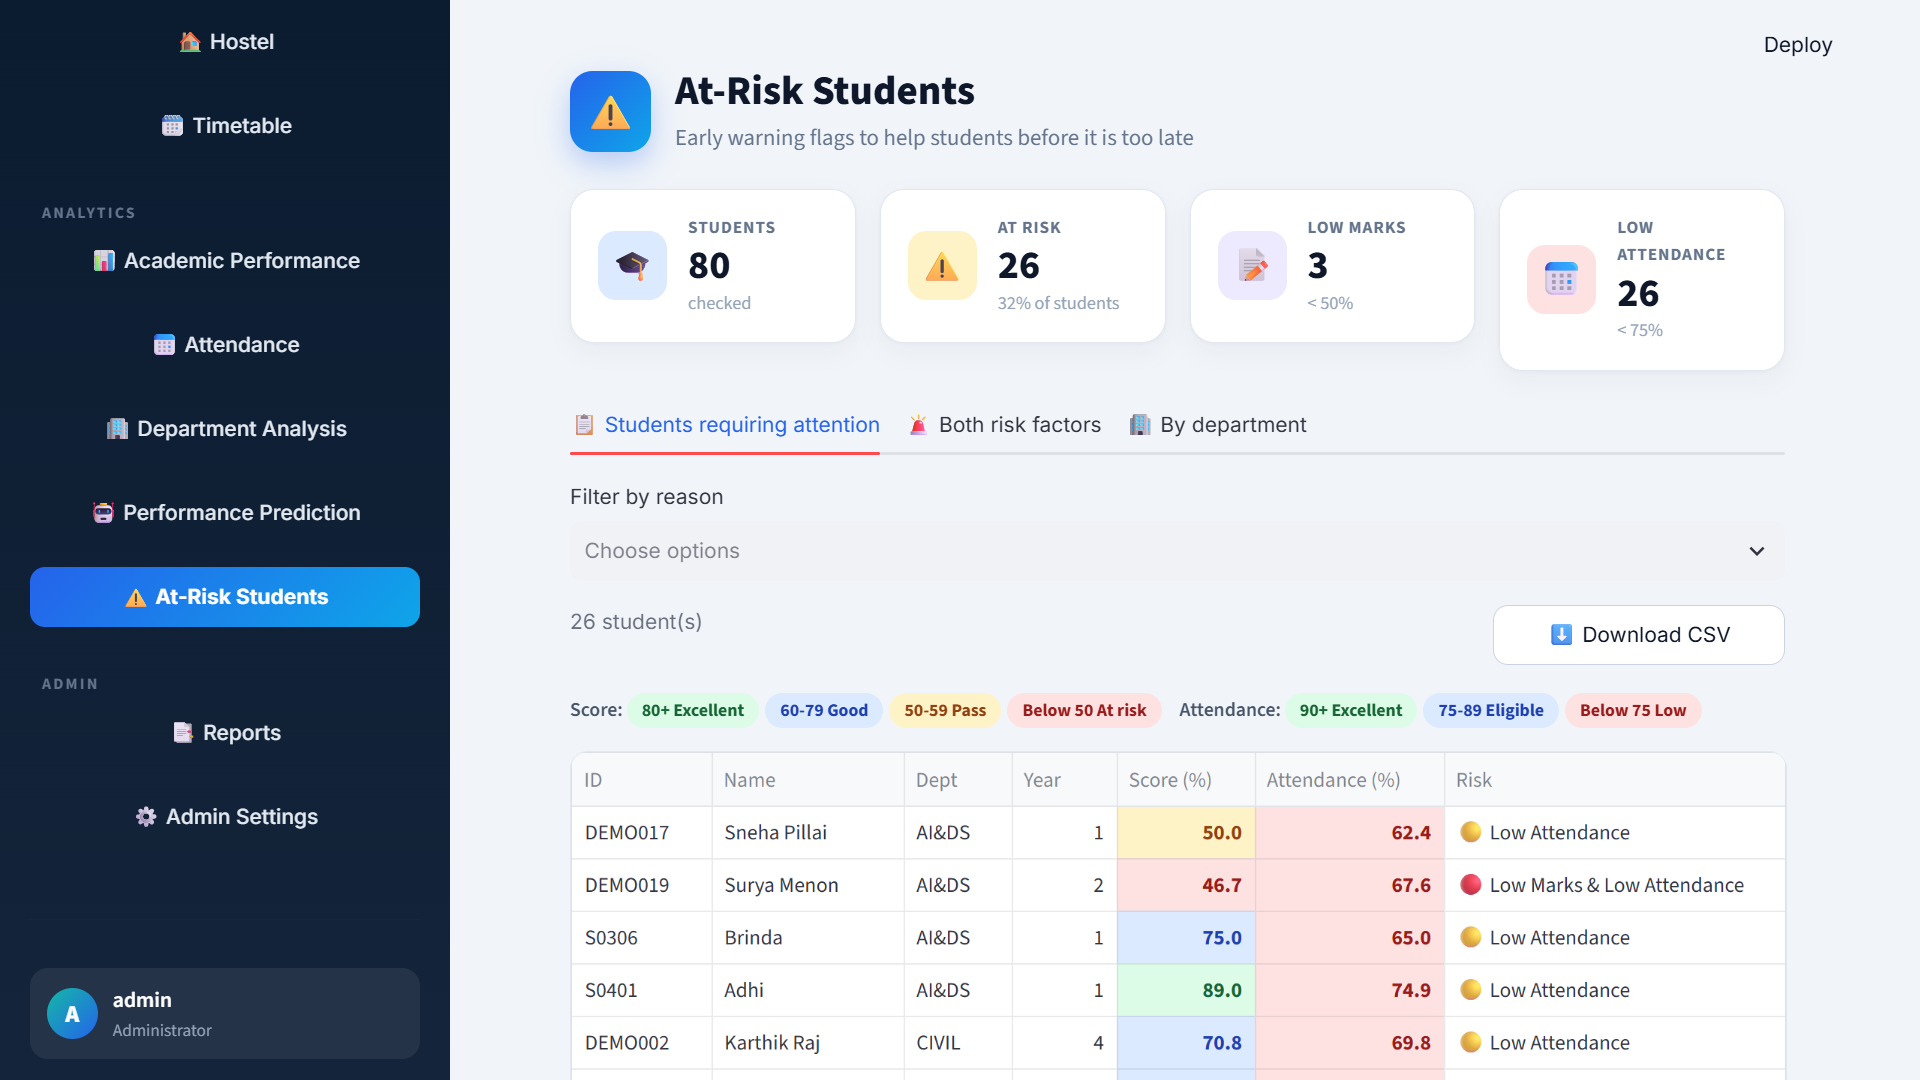 Hostel
Timetable
ANALYTICS
Academic Performance
Attendance
Department Analysis
Performance Prediction
At-Risk Students
ADMIN
Reports
Admin Settings
A
admin
Administrator
Deploy
At-Risk Students
Early warning flags to help students before it is too late
STUDENTS
80
checked
AT RISK
26
32% of students
LOW MARKS
3
< 50%
LOW
ATTENDANCE
26
< 75%
Students requiring attention
Both risk factors
By department
Filter by reason
Choose options
26 student(s)
Download CSV
Score: 80+ Excellent 60-79 Good 50-59 Pass Below 50 At risk Attendance: 90+ Excellent 75-89 Eligible Below 75 Low
ID Name Dept Year Score (%) Attendance (%) Risk
DEMO017 Sneha Pillai AI&DS 1 50.0 62.4 Low Attendance
DEMO019 Surya Menon AI&DS 2 46.7 67.6 Low Marks & Low Attendance
S0306 Brinda AI&DS 1 75.0 65.0 Low Attendance
S0401 Adhi AI&DS 1 89.0 74.9 Low Attendance
DEMO002 Karthik Raj CIVIL 4 70.8 69.8 Low Attendance